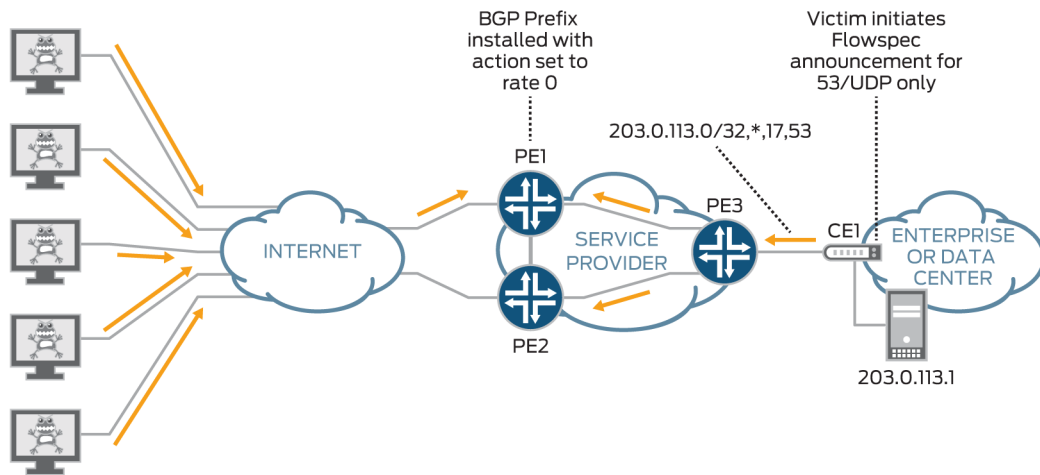 BGP Prefix
installed with
action set to
rate 0
Victim initiates
Flowspec
announcement for
53/UDP only
203.0.113.0/32,*,17,53
PE1
PE3
CE1
INTERNET
SERVICE
PROVIDER
ENTERPRISE
OR DATA
CENTER
PE2
203.0.113.1